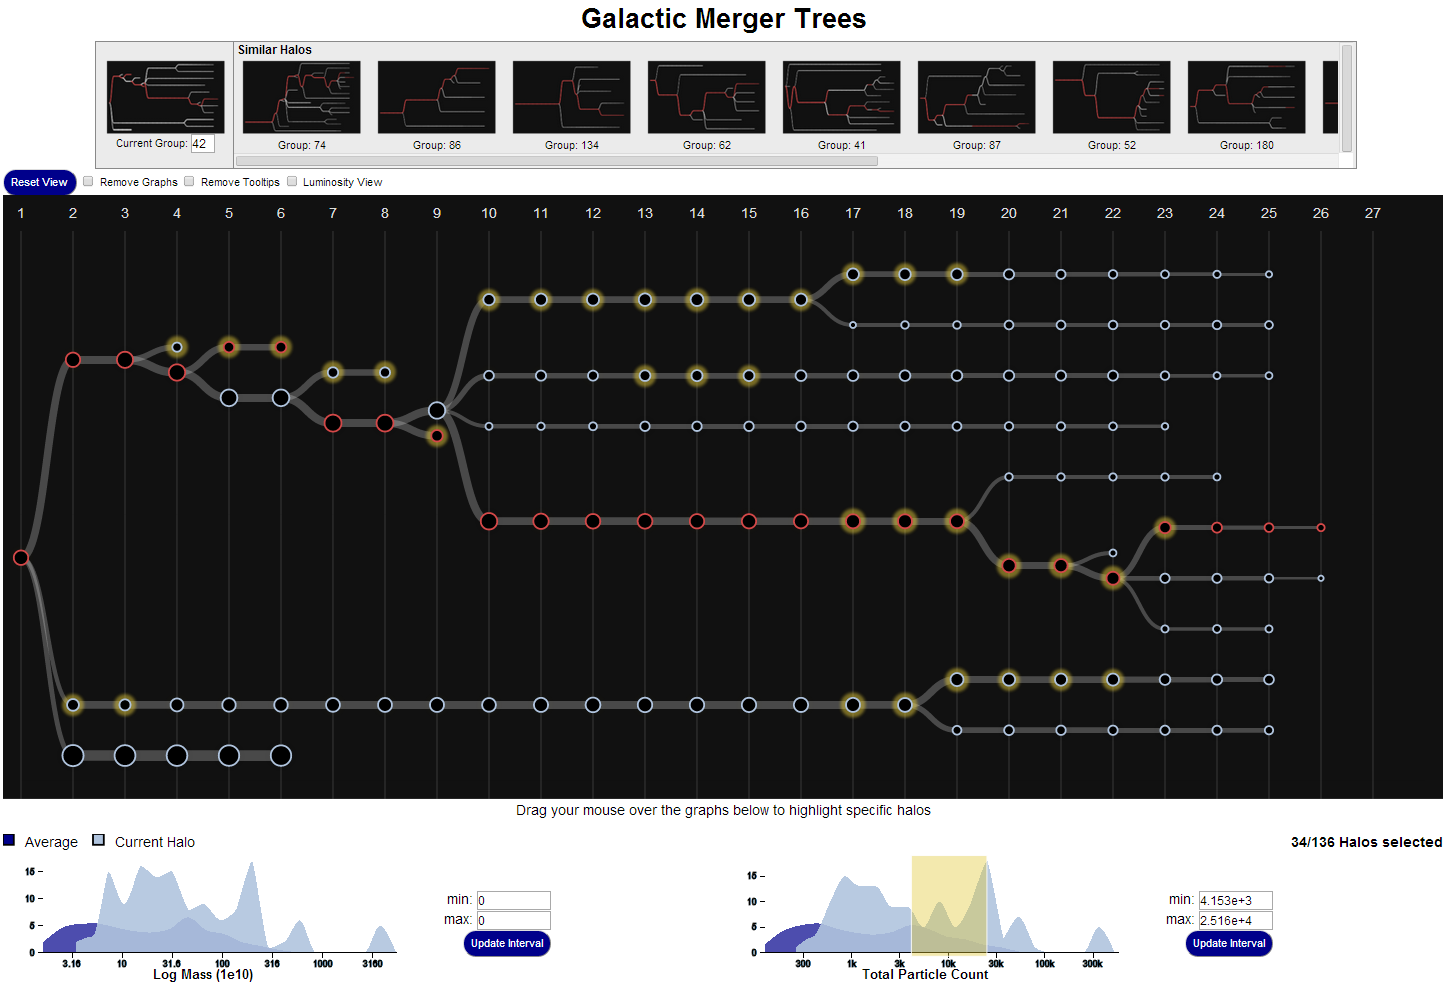 Galactic Merger Trees
Similar Halos
Current Group: 42
Group: 74 Group: 86 Group: 134 Group: 62 Group: 41 Group: 87 Group: 52 Group: 180
Reset View Remove Graphs Remove Tooltips Luminosity View
1 2 3 4 5 6 7 8 9 10 11 12 13 14 15 16 17 18 19 20 21 22 23 24 25 26 27
Drag your mouse over the graphs below to highlight specific halos
Average Current Halo
34/136 Halos selected
15
10
5
0
3.16 10 31.6 100 316 1000 3160
Log Mass (1e10)
min: 0
max: 0
Update Interval
15
10
5
0
300 1k 3k 10k 30k 100k 300k
Total Particle Count
min: 4.153e+3
max: 2.516e+4
Update Interval